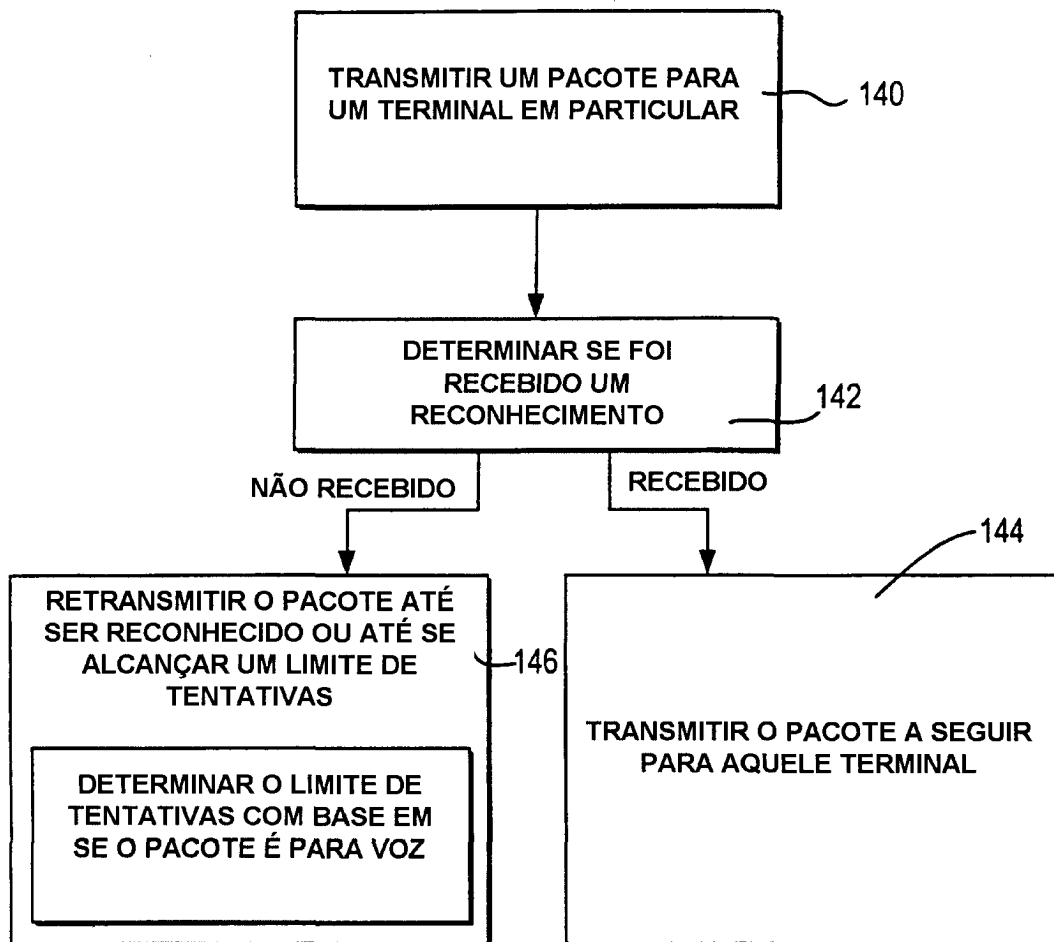 TRANSMITIR UM PACOTE PARA
UM TERMINAL EM PARTICULAR
140
DETERMINAR SE FOI
RECEBIDO UM
RECONHECIMENTO
142
NÃO RECEBIDO
RECEBIDO
144
RETRANSMITIR O PACOTE ATÉ
SER RECONHECIDO OU ATÉ SE
ALCANÇAR UM LIMITE DE
TENTATIVAS
146
DETERMINAR O LIMITE DE
TENTATIVAS COM BASE EM
SE O PACOTE É PARA VOZ
TRANSMITIR O PACOTE A SEGUIR
PARA AQUELE TERMINAL